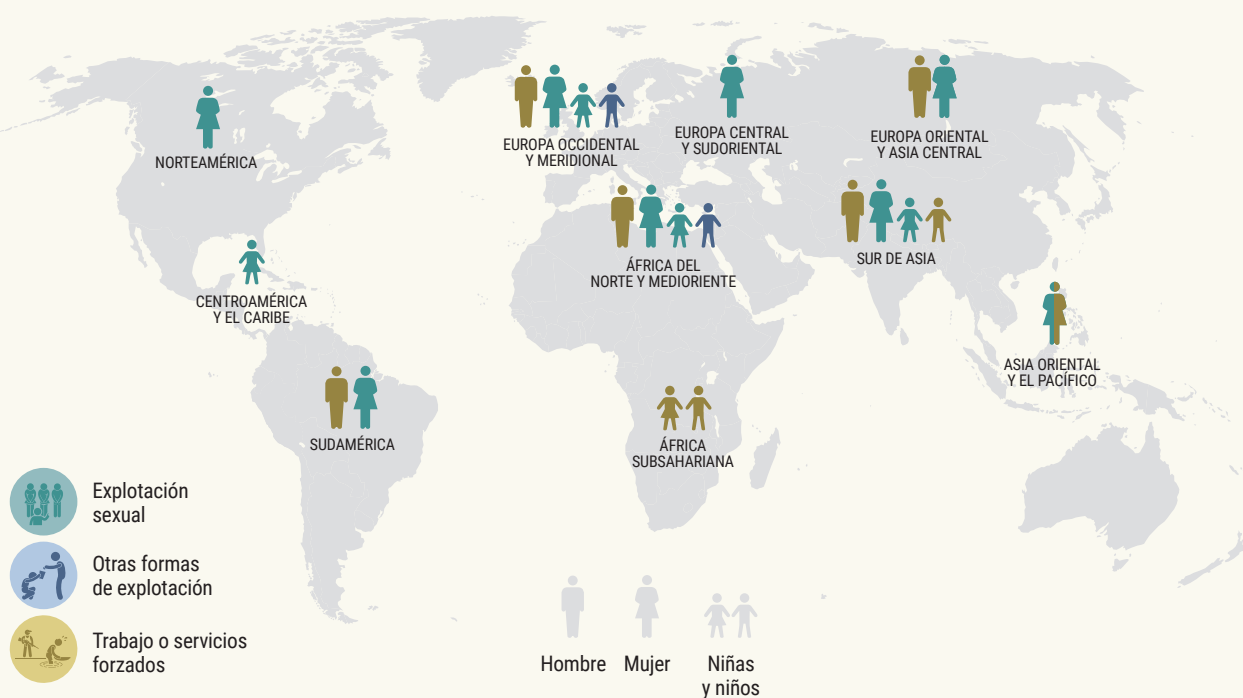 NORTEAMÉRICA
EUROPA OCCIDENTAL
Y MERIDIONAL
EUROPA CENTRAL
Y SUDORIENTAL
EUROPA ORIENTAL
Y ASIA CENTRAL
CENTROAMÉRICA
Y EL CARIBE
ÁFRICA DEL
NORTE Y MEDIORIENTE
SUR DE ASIA
ASIA ORIENTAL
Y EL PACÍFICO
SUDAMÉRICA
ÁFRICA
SUBSAHARIANA
Explotación
sexual
Otras formas
de explotación
Trabajo o servicios
forzados
Hombre
Mujer
Niñas
y niños